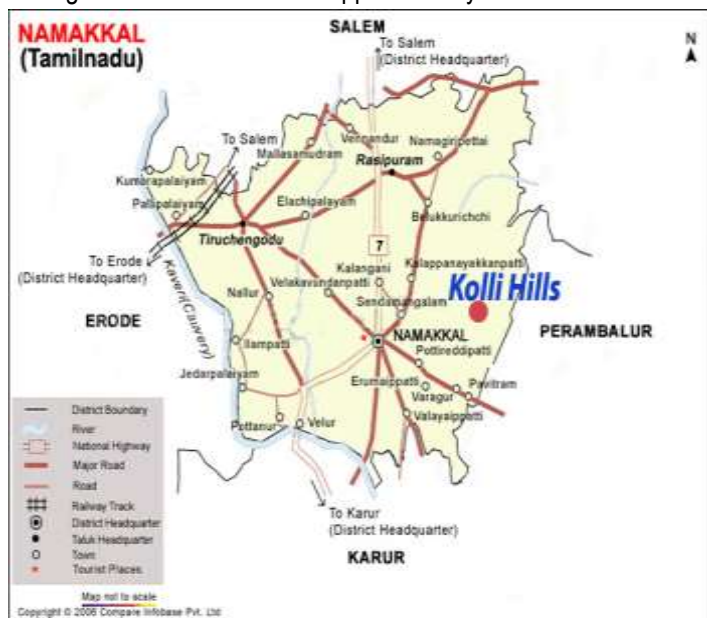 NAMAKKAL
(Tamilnadu)
SALEM
To Salem
(District Headquarter)
N
To Salem
Vennandur
Mallasamudram
Namagiripettai
Rasipuram
Kumarapalaiyam
Pallipalaiyam
Elachipalayam
Belukkurichchi
Tiruchengodu
7
To Erode
(District Headquarter)
Kaveri(Cauvery)
Kalangani
Kalappanayakkanpatti
Velakavundanpatti
Nallur
Sendamangalam
Kolli Hills
ERODE
PERAMBALUR
Ilampatti
NAMAKKAL
Pottireddipatti
Jedarpalaiyam
Erumaippatti
Pavitram
Varagur
Valayaippatti
Pottanur
Velur
District Boundary
River
National Highway
Major Road
Road
Railway Track
District Headquarter
Taluk Headquarter
Town
Tourist Places
To Karur
(District Headquarter)
KARUR
Map not to scale
Copyright © 2006 Compare Infobase Pvt. Ltd